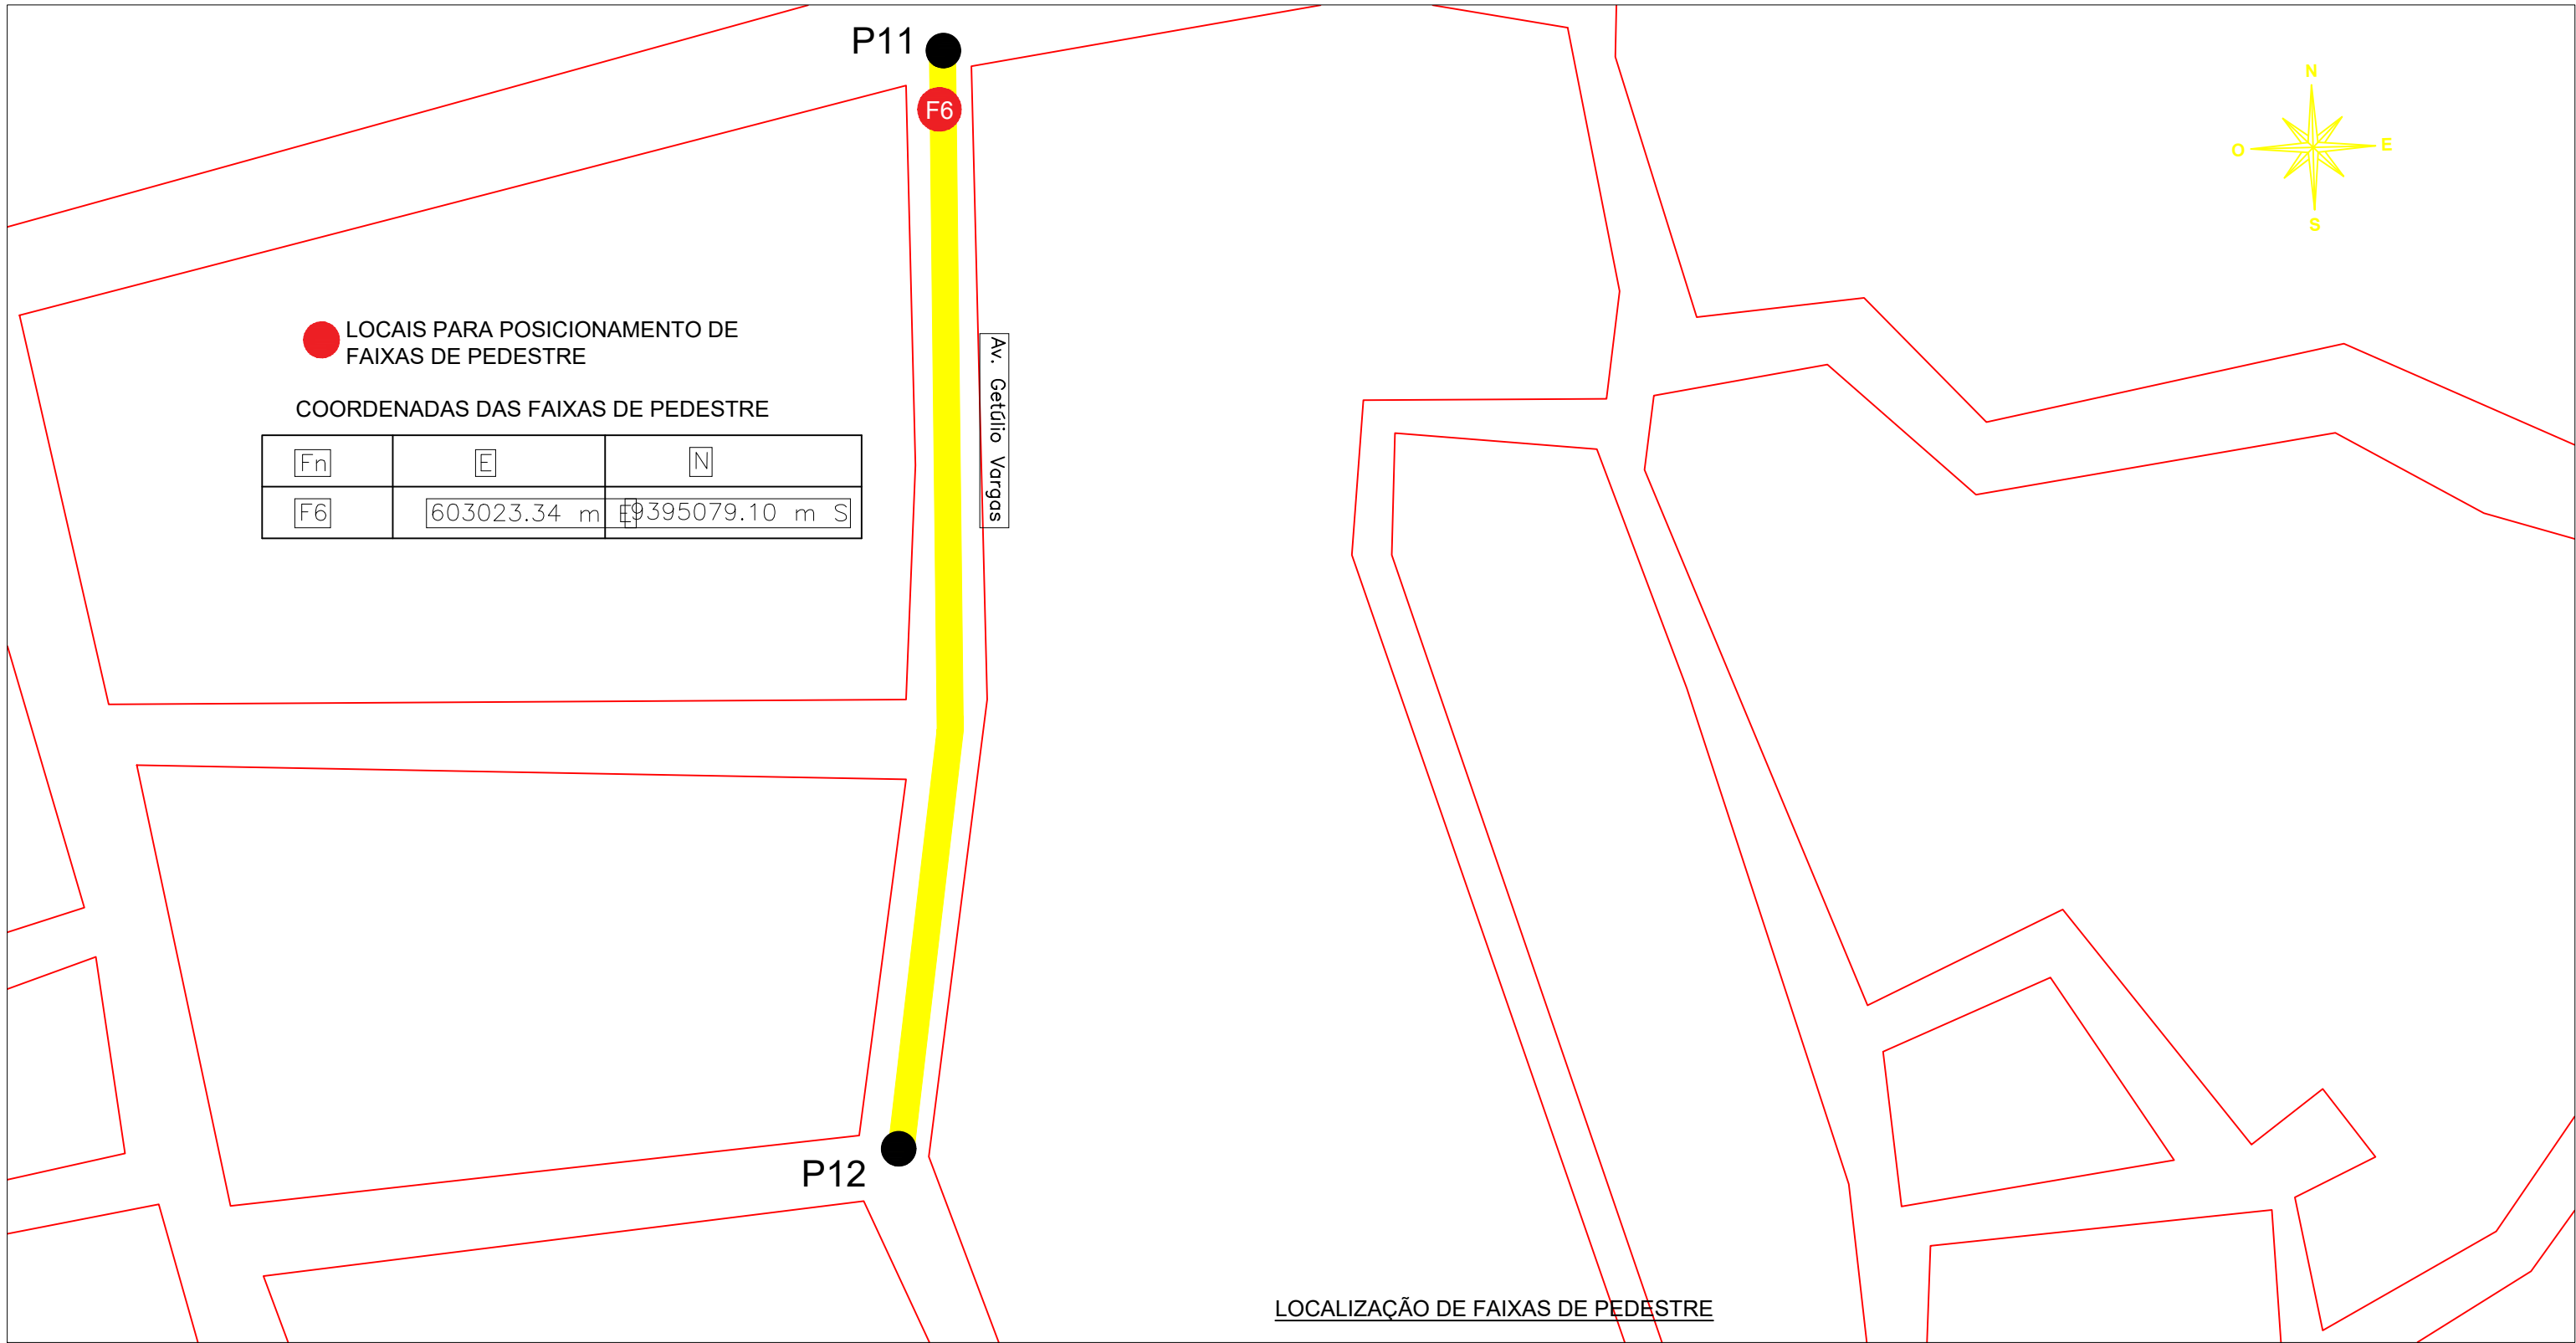 P11
F6
N
O
E
S
LOCAIS PARA POSICIONAMENTO DE
FAIXAS DE PEDESTRE
Av. Getúlio Vargas
COORDENADAS DAS FAIXAS DE PEDESTRE
Fn E N
F6 603023.34 m E 9395079.10 m S
P12
LOCALIZAÇÃO DE FAIXAS DE PEDESTRE